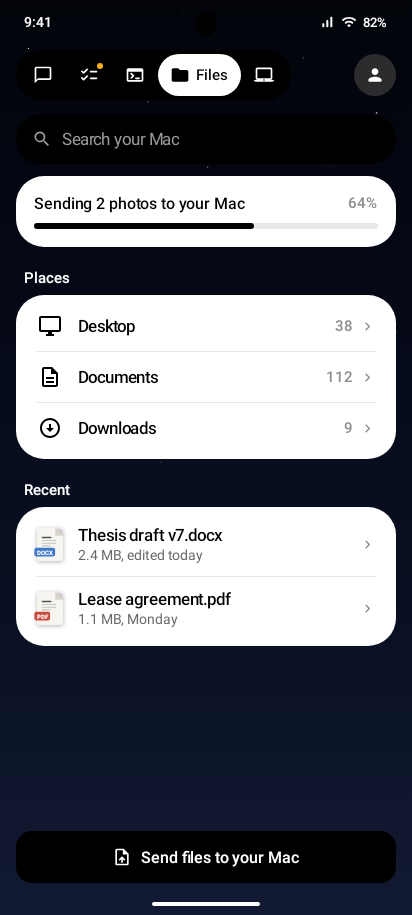 9:41
82%
Files
Search your Mac
Sending 2 photos to your Mac
64%
Places
Desktop
38
Documents
112
Downloads
9
Recent
Thesis draft v7.docx
DOCX
2.4 MB, edited today
Lease agreement.pdf
PDF
1.1 MB, Monday
Send files to your Mac